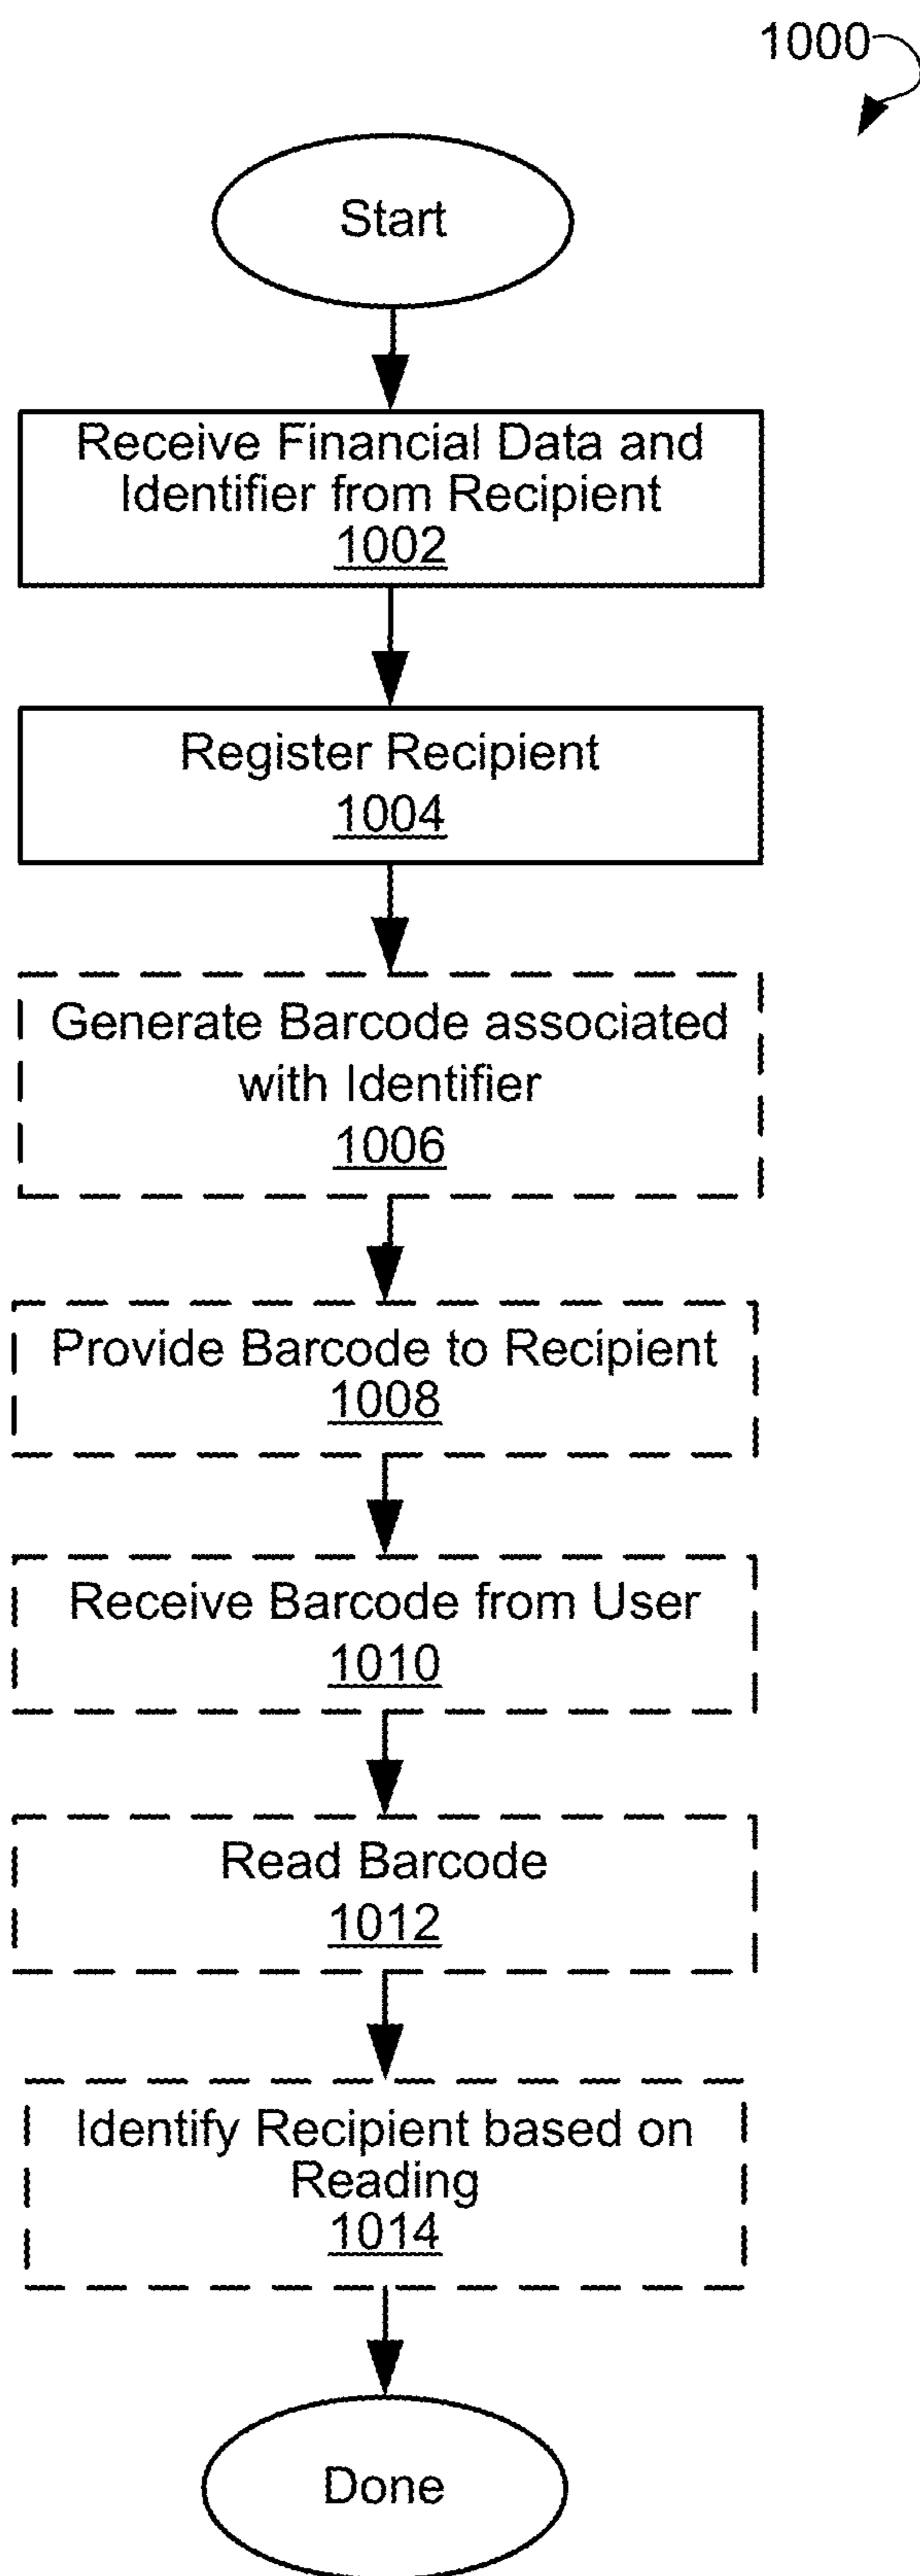 1000
Start
Receive Financial Data and
Identifier from Recipient
1002
Register Recipient
1004
Generate Barcode associated
with Identifier
1006
Provide Barcode to Recipient
1008
Receive Barcode from User
1010
Read Barcode
1012
Identify Recipient based on
Reading
1014
Done